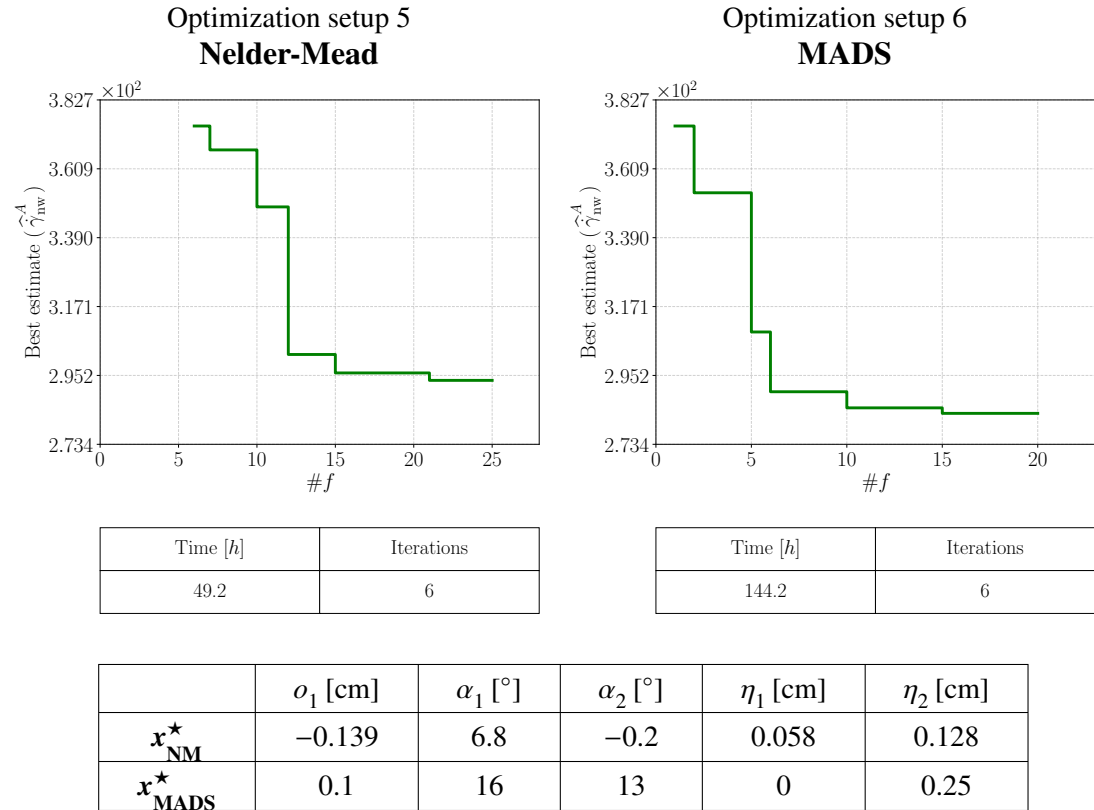 Optimization setup 5
Nelder-Mead
×10²
3.827
3.609
3.390
3.171
2.952
2.734
Best estimate (γ̂̇ᴬₙw)
0 5 10 15 20 25
#f
Time [h] Iterations
49.2 6
Optimization setup 6
MADS
×10²
3.827
3.609
3.390
3.171
2.952
2.734
Best estimate (γ̂̇ᴬₙw)
0 5 10 15 20
#f
Time [h] Iterations
144.2 6
o₁ [cm] α₁ [°] α₂ [°] η₁ [cm] η₂ [cm]
x★NM −0.139 6.8 −0.2 0.058 0.128
x★MADS 0.1 16 13 0 0.25